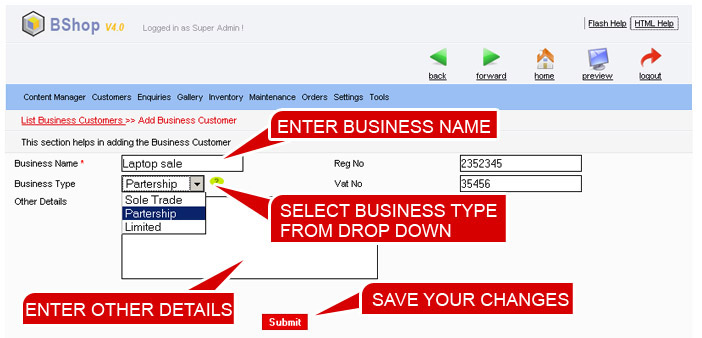 BShop V4.0 Logged in as Super Admin ! Flash Help HTML Help
back forward home preview logout
Content Manager Customers Enquiries Gallery Inventory Maintenance Orders Settings Tools
List Business Customers >> Add Business Customer
ENTER BUSINESS NAME
This section helps in adding the Business Customer
Business Name * Laptop sale Reg No 2352345
Business Type Partership ? Vat No 35456
Other Details
Sole Trade
Partership
Limited
SELECT BUSINESS TYPE
FROM DROP DOWN
ENTER OTHER DETAILS
SAVE YOUR CHANGES
Submit